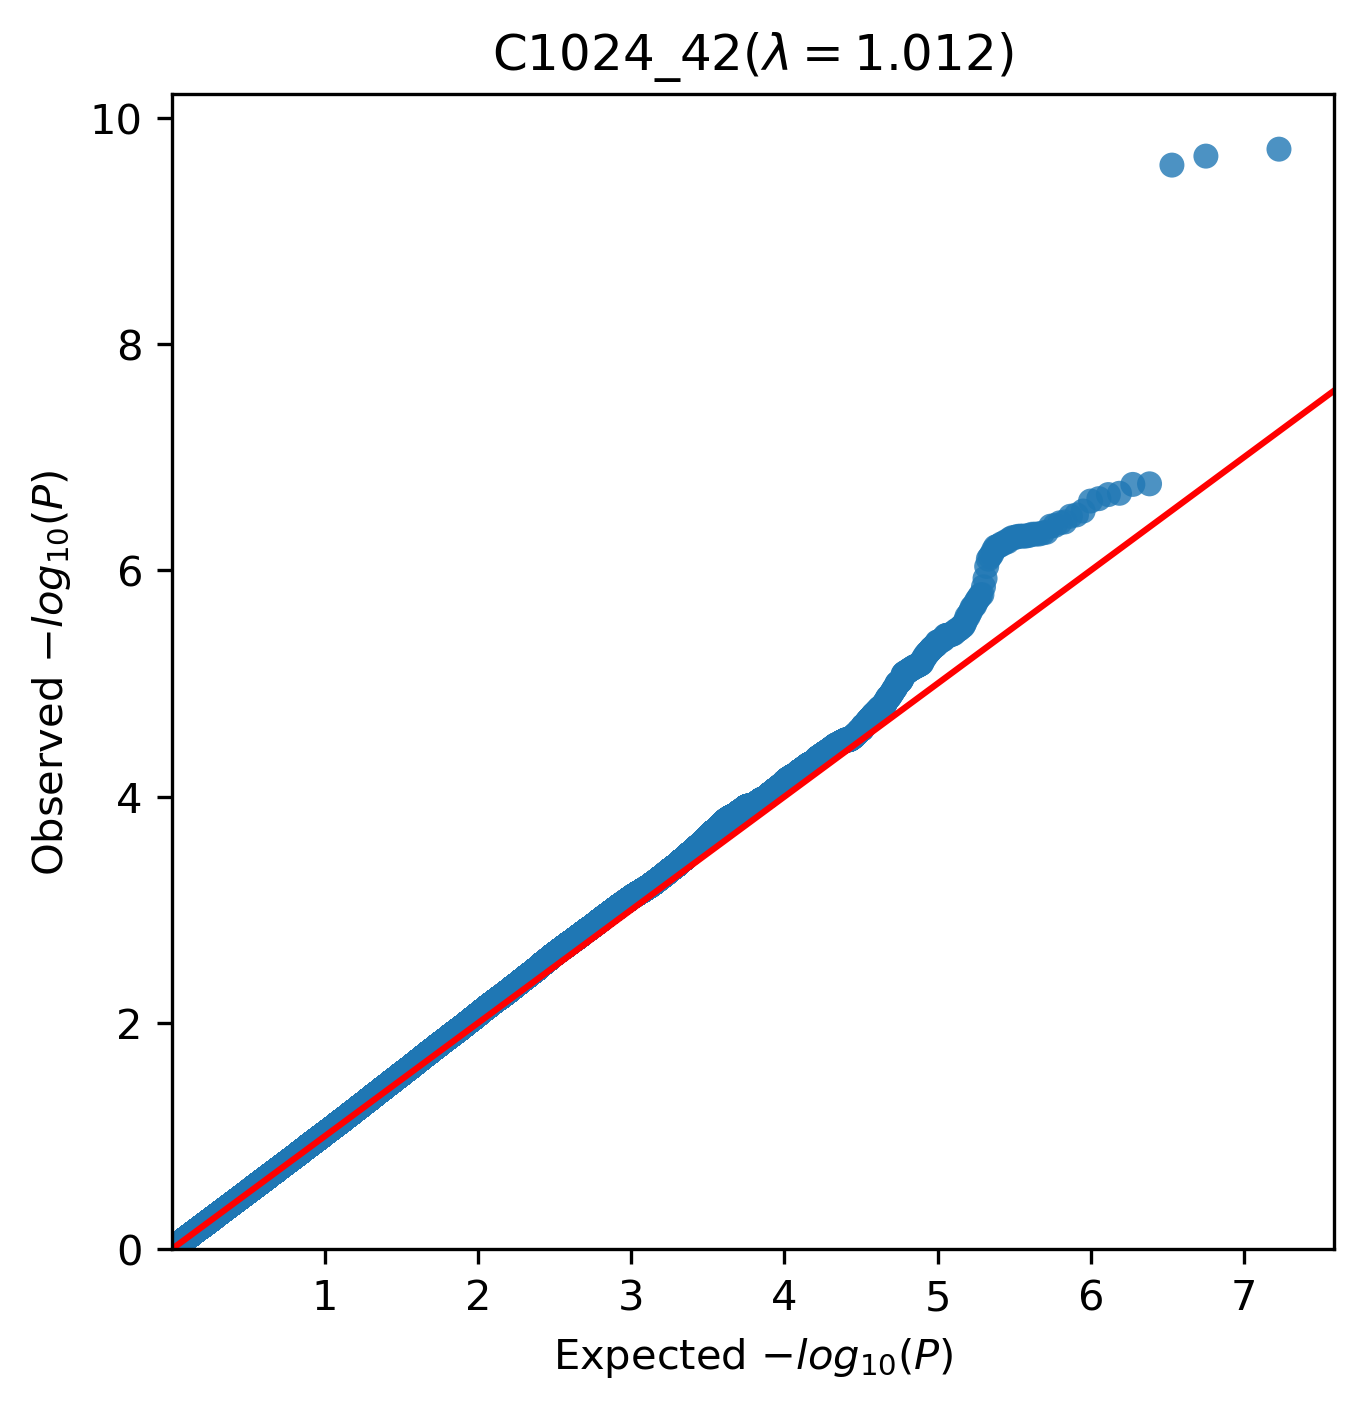 C1024_42(λ = 1.012)
Observed −log₁₀(P)
10
8
6
4
2
0
1 2 3 4 5 6 7
Expected −log₁₀(P)